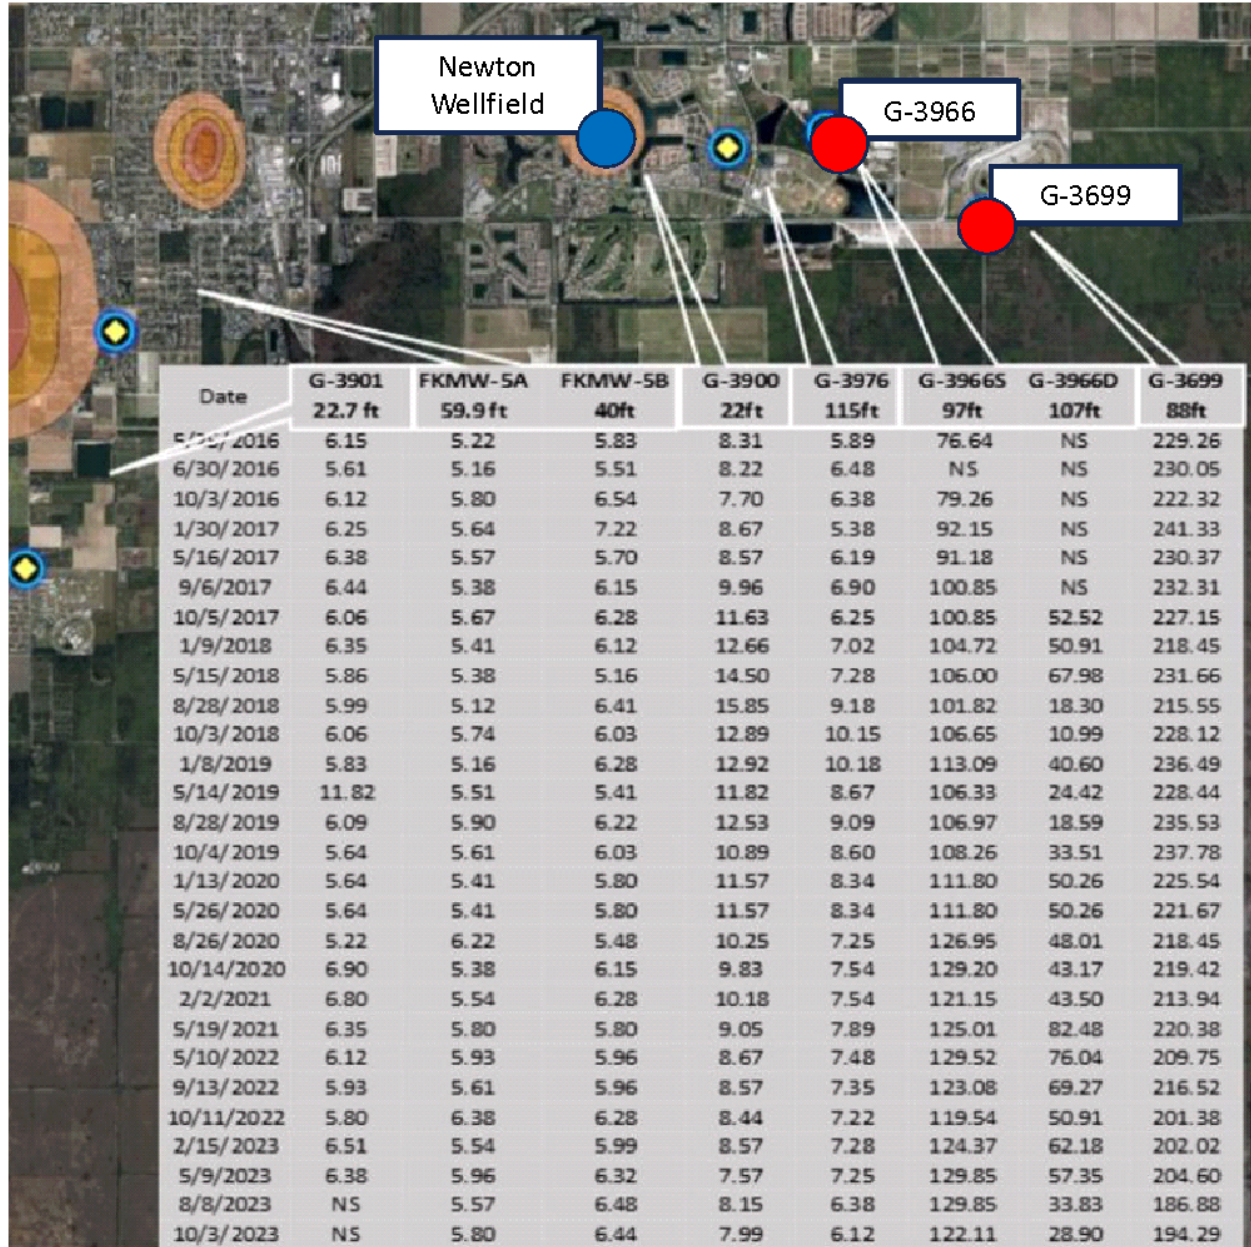 Newton
Wellfield
G-3966
G-3699
Date G-3901 FKMW-5A FKMW-5B G-3900 G-3976 G-3966S G-3966D G-3699
22.7 ft 59.9 ft 40ft 22ft 115ft 97ft 107ft 88ft
6.15 5.22 5.83 8.31 5.89 76.64 NS 229.26
6/30/2016 5.61 5.16 5.51 8.22 6.48 NS NS 230.05
10/3/2016 6.12 5.80 6.54 7.70 6.38 79.26 NS 222.32
1/30/2017 6.25 5.64 7.22 8.67 5.38 92.15 NS 241.33
5/16/2017 6.38 5.57 5.70 8.57 6.19 91.18 NS 230.37
9/6/2017 6.44 5.38 6.15 9.96 6.90 100.85 NS 232.31
10/5/2017 6.06 5.67 6.28 11.63 6.25 100.85 52.52 227.15
1/9/2018 6.35 5.41 6.12 12.66 7.02 104.72 50.91 218.45
5/15/2018 5.86 5.38 5.16 14.50 7.28 106.00 67.98 231.66
8/28/2018 5.99 5.12 6.41 15.85 9.18 101.82 18.30 215.55
10/3/2018 6.06 5.74 6.03 12.89 10.15 106.65 10.99 228.12
1/8/2019 5.83 5.16 6.28 12.92 10.18 113.09 40.60 236.49
5/14/2019 11.82 5.51 5.41 11.82 8.67 106.33 24.42 228.44
8/28/2019 6.09 5.90 6.22 12.53 9.09 106.97 18.59 235.53
10/4/2019 5.64 5.61 6.03 10.89 8.60 108.26 33.51 237.78
1/13/2020 5.64 5.41 5.80 11.57 8.34 111.80 50.26 225.54
5/26/2020 5.64 5.41 5.80 11.57 8.34 111.80 50.26 221.67
8/26/2020 5.22 6.22 5.48 10.25 7.25 126.95 48.01 218.45
10/14/2020 6.90 5.38 6.15 9.83 7.54 129.20 43.17 219.42
2/2/2021 6.80 5.54 6.28 10.18 7.54 121.15 43.50 213.94
5/19/2021 6.35 5.80 5.80 9.05 7.89 125.01 82.48 220.38
5/10/2022 6.12 5.93 5.96 8.67 7.48 129.52 76.04 209.75
9/13/2022 5.93 5.61 5.96 8.57 7.35 123.08 69.27 216.52
10/11/2022 5.80 6.38 6.28 8.44 7.22 119.54 50.91 201.38
2/15/2023 6.51 5.54 5.99 8.57 7.28 124.37 62.18 202.02
5/9/2023 6.38 5.96 6.32 7.57 7.25 129.85 57.35 204.60
8/8/2023 NS 5.57 6.48 8.15 6.38 129.85 33.83 186.88
10/3/2023 NS 5.80 6.44 7.99 6.12 122.11 28.90 194.29